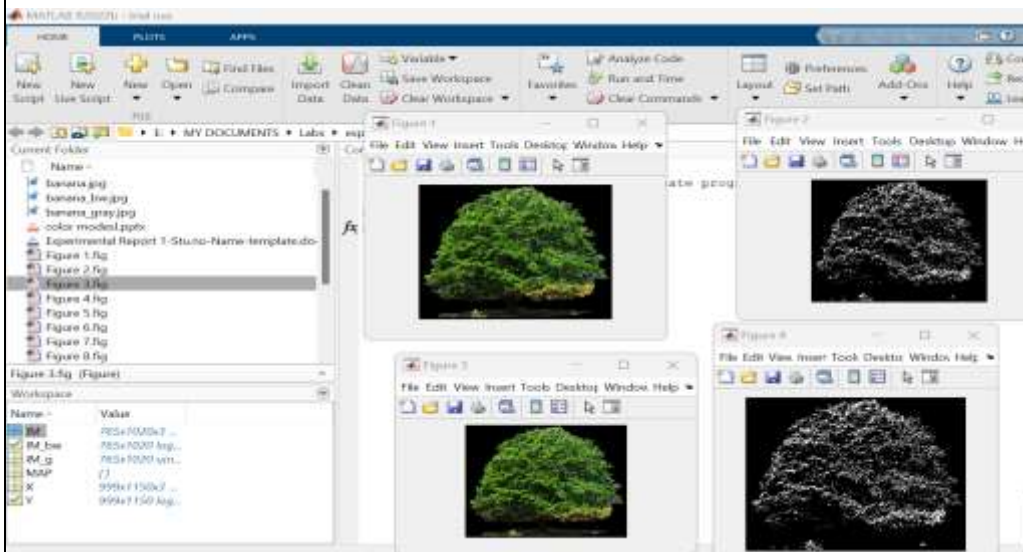 HOME PLOTS APPS
New Script
New Live Script
New
Open
Find Files
Compare
Import Data
Clean Data
Variable
Save Workspace
Clear Workspace
Favorites
Analyze Code
Run and Time
Clear Commands
Layout
Preferences
Set Path
Add-Ons
Help
FILE
E: MY DOCUMENTS Labs
Current Folder
Name
banana.jpg
banana_bw.jpg
banana_gray.jpg
color modesl.pptx
Experimental Report 1-Stu.no-Name-template.do
Figure 1.fig
Figure 2.fig
Figure 3.fig
Figure 4.fig
Figure 5.fig
Figure 6.fig
Figure 7.fig
Figure 8.fig
Figure 3.fig (Figure)
Workspace
Name Value
IM 765x1020x3 ...
IM_bw 765x1020 log...
IM_g
MAP []
X 999x1150x3 ...
Y 999x1150 log...
fx
Figure 1
File Edit View Insert Tools Desktop Window Help
Figure 2
File Edit View Insert Tools Desktop Window H
Figure 3
File Edit View Insert Tools Desktop Window Help
File Edit View Insert Tools Desktop Window Help